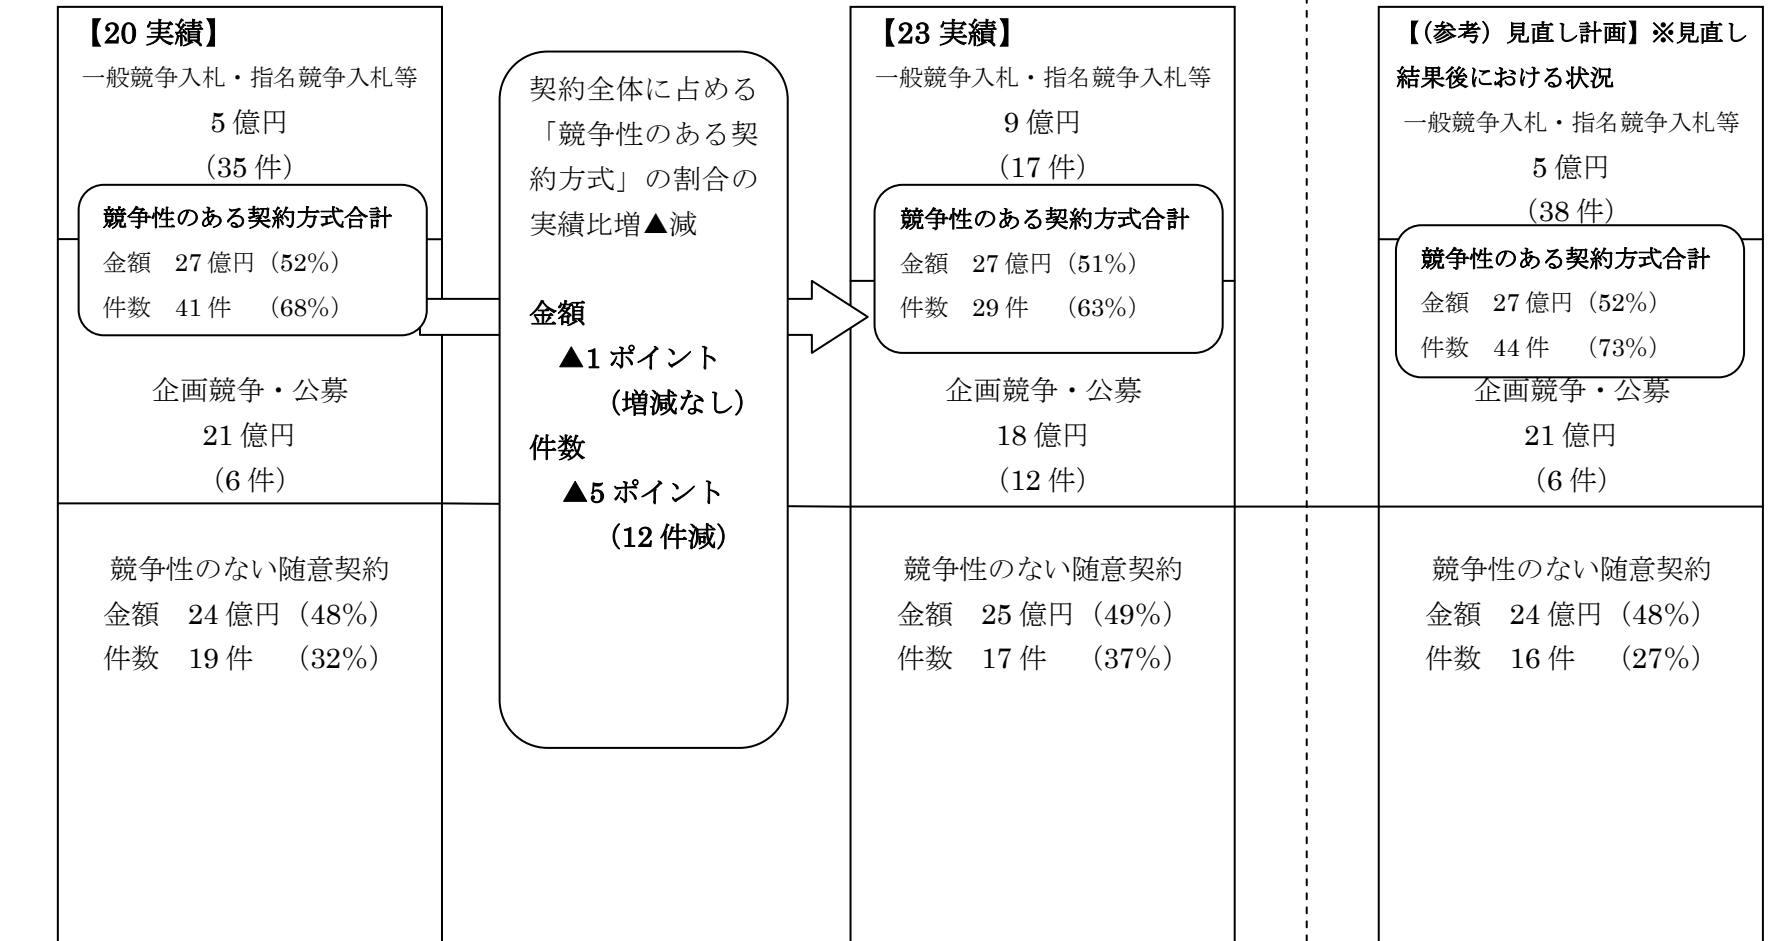 【20 実績】
一般競争入札・指名競争入札等
5 億円
（35 件）
競争性のある契約方式合計
金額　27 億円（52%）
件数　41 件　（68%）
企画競争・公募
21 億円
（6 件）
競争性のない随意契約
金額　24 億円（48%）
件数　19 件　（32%）
契約全体に占める
「競争性のある契
約方式」の割合の
実績比増▲減
金額
▲1 ポイント
（増減なし）
件数
▲5 ポイント
（12 件減）
【23 実績】
一般競争入札・指名競争入札等
9 億円
（17 件）
競争性のある契約方式合計
金額　27 億円（51%）
件数　29 件　（63%）
企画競争・公募
18 億円
（12 件）
競争性のない随意契約
金額　25 億円（49%）
件数　17 件　（37%）
【（参考）見直し計画】※見直し
結果後における状況
一般競争入札・指名競争入札等
5 億円
（38 件）
競争性のある契約方式合計
金額　27 億円（52%）
件数　44 件　（73%）
企画競争・公募
21 億円
（6 件）
競争性のない随意契約
金額　24 億円（48%）
件数　16 件　（27%）